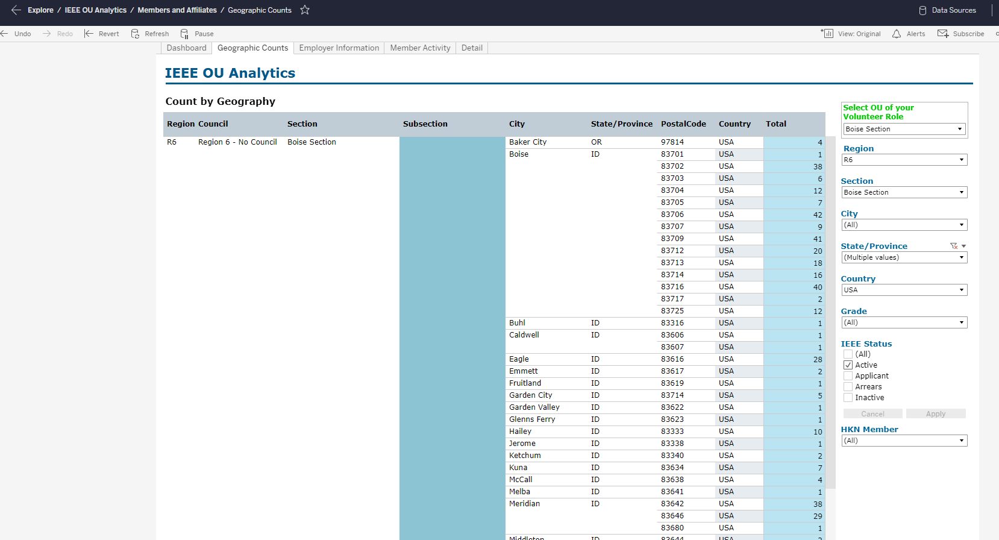 Explore / IEEE OU Analytics / Members and Affiliates / Geographic Counts
Data Sources
Undo Redo Revert Refresh Pause
View: Original Alerts Subscribe
Dashboard Geographic Counts Employer Information Member Activity Detail
IEEE OU Analytics
Count by Geography
Region Council Section Subsection City State/Province PostalCode Country Total
R6 Region 6 - No Council Boise Section Baker City OR 97814 USA 4
Boise ID 83701 USA 1
83702 USA 38
83703 USA 6
83704 USA 12
83705 USA 7
83706 USA 42
83707 USA 9
83709 USA 41
83712 USA 20
83713 USA 18
83714 USA 16
83716 USA 40
83717 USA 2
83725 USA 12
Buhl ID 83316 USA 1
Caldwell ID 83606 USA 1
83607 USA 1
Eagle ID 83616 USA 28
Emmett ID 83617 USA 2
Fruitland ID 83619 USA 1
Garden City ID 83714 USA 5
Garden Valley ID 83622 USA 1
Glenns Ferry ID 83623 USA 1
Hailey ID 83333 USA 10
Jerome ID 83338 USA 1
Ketchum ID 83340 USA 2
Kuna ID 83634 USA 7
McCall ID 83638 USA 4
Melba ID 83641 USA 1
Meridian ID 83642 USA 38
83646 USA 29
83680 USA 1
Middleton ID 83644 USA
Select OU of your
Volunteer Role
Boise Section
Region
R6
Section
Boise Section
City
(All)
State/Province
(Multiple values)
Country
USA
Grade
(All)
IEEE Status
(All)
Active
Applicant
Arrears
Inactive
Cancel Apply
HKN Member
(All)